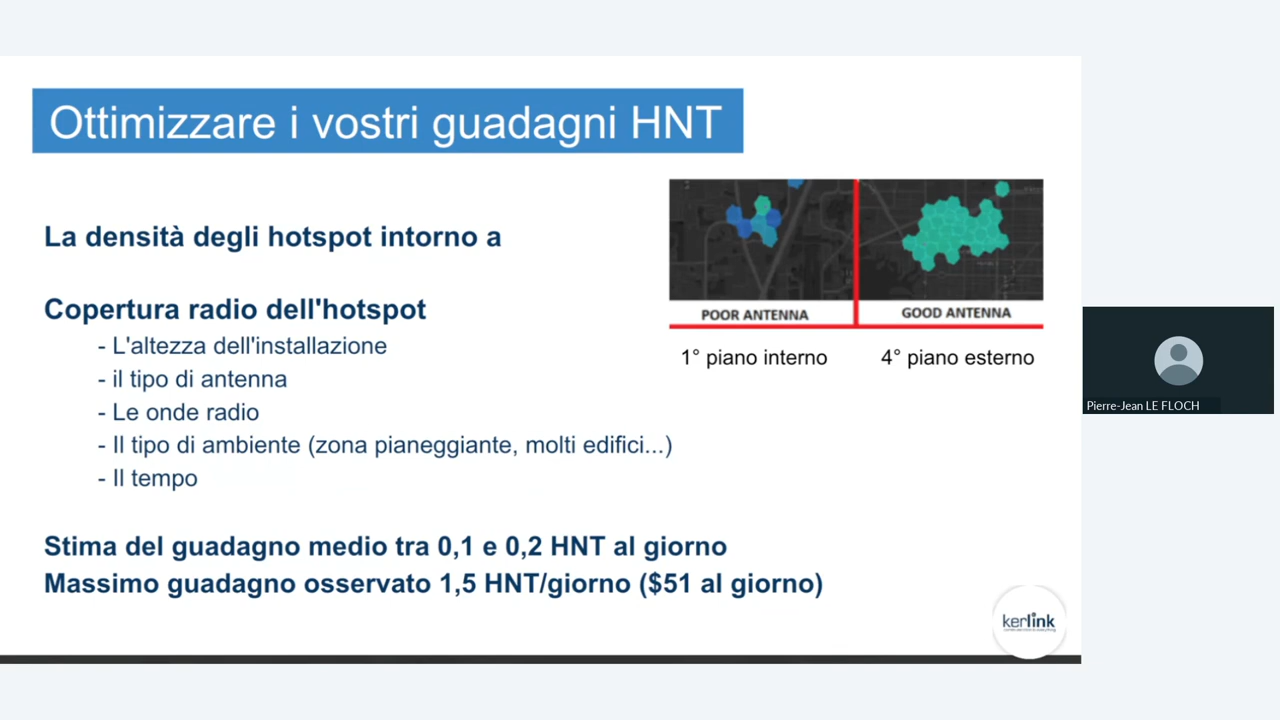 Ottimizzare i vostri guadagni HNT
La densità degli hotspot intorno a
Copertura radio dell'hotspot
- L'altezza dell'installazione
- il tipo di antenna
- Le onde radio
- Il tipo di ambiente (zona pianeggiante, molti edifici...)
- Il tempo
POOR ANTENNA
GOOD ANTENNA
1° piano interno
4° piano esterno
Stima del guadagno medio tra 0,1 e 0,2 HNT al giorno
Massimo guadagno osservato 1,5 HNT/giorno ($51 al giorno)
kerlink
Pierre-Jean LE FLOCH